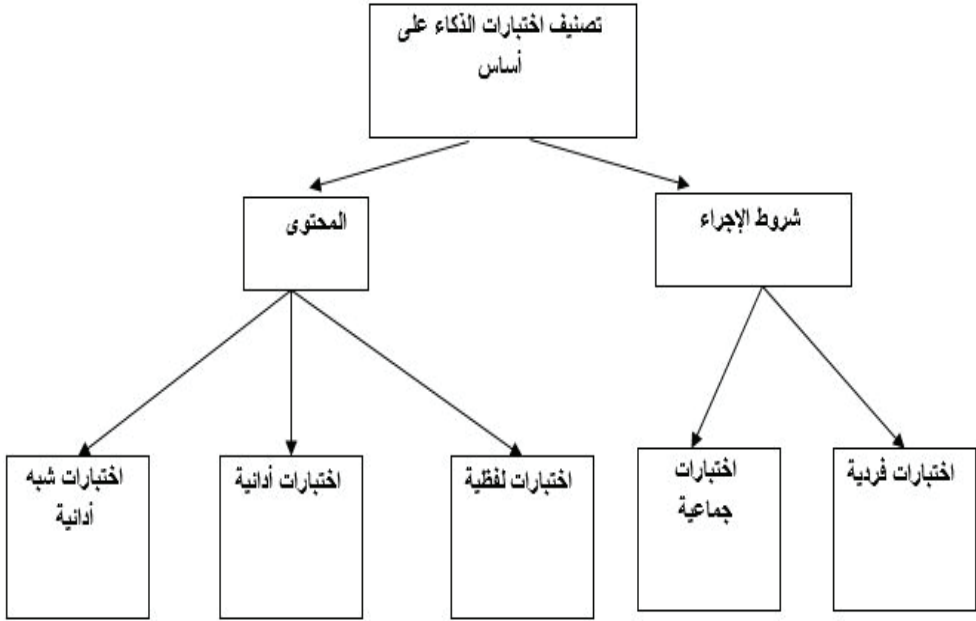 تصنيف اختبارات الذكاء على
أساس
شروط الإجراء
المحتوى
اختبارات فردية
اختبارات
جماعية
اختبارات لفظية
اختبارات أدائية
اختبارات شبه
أدائية